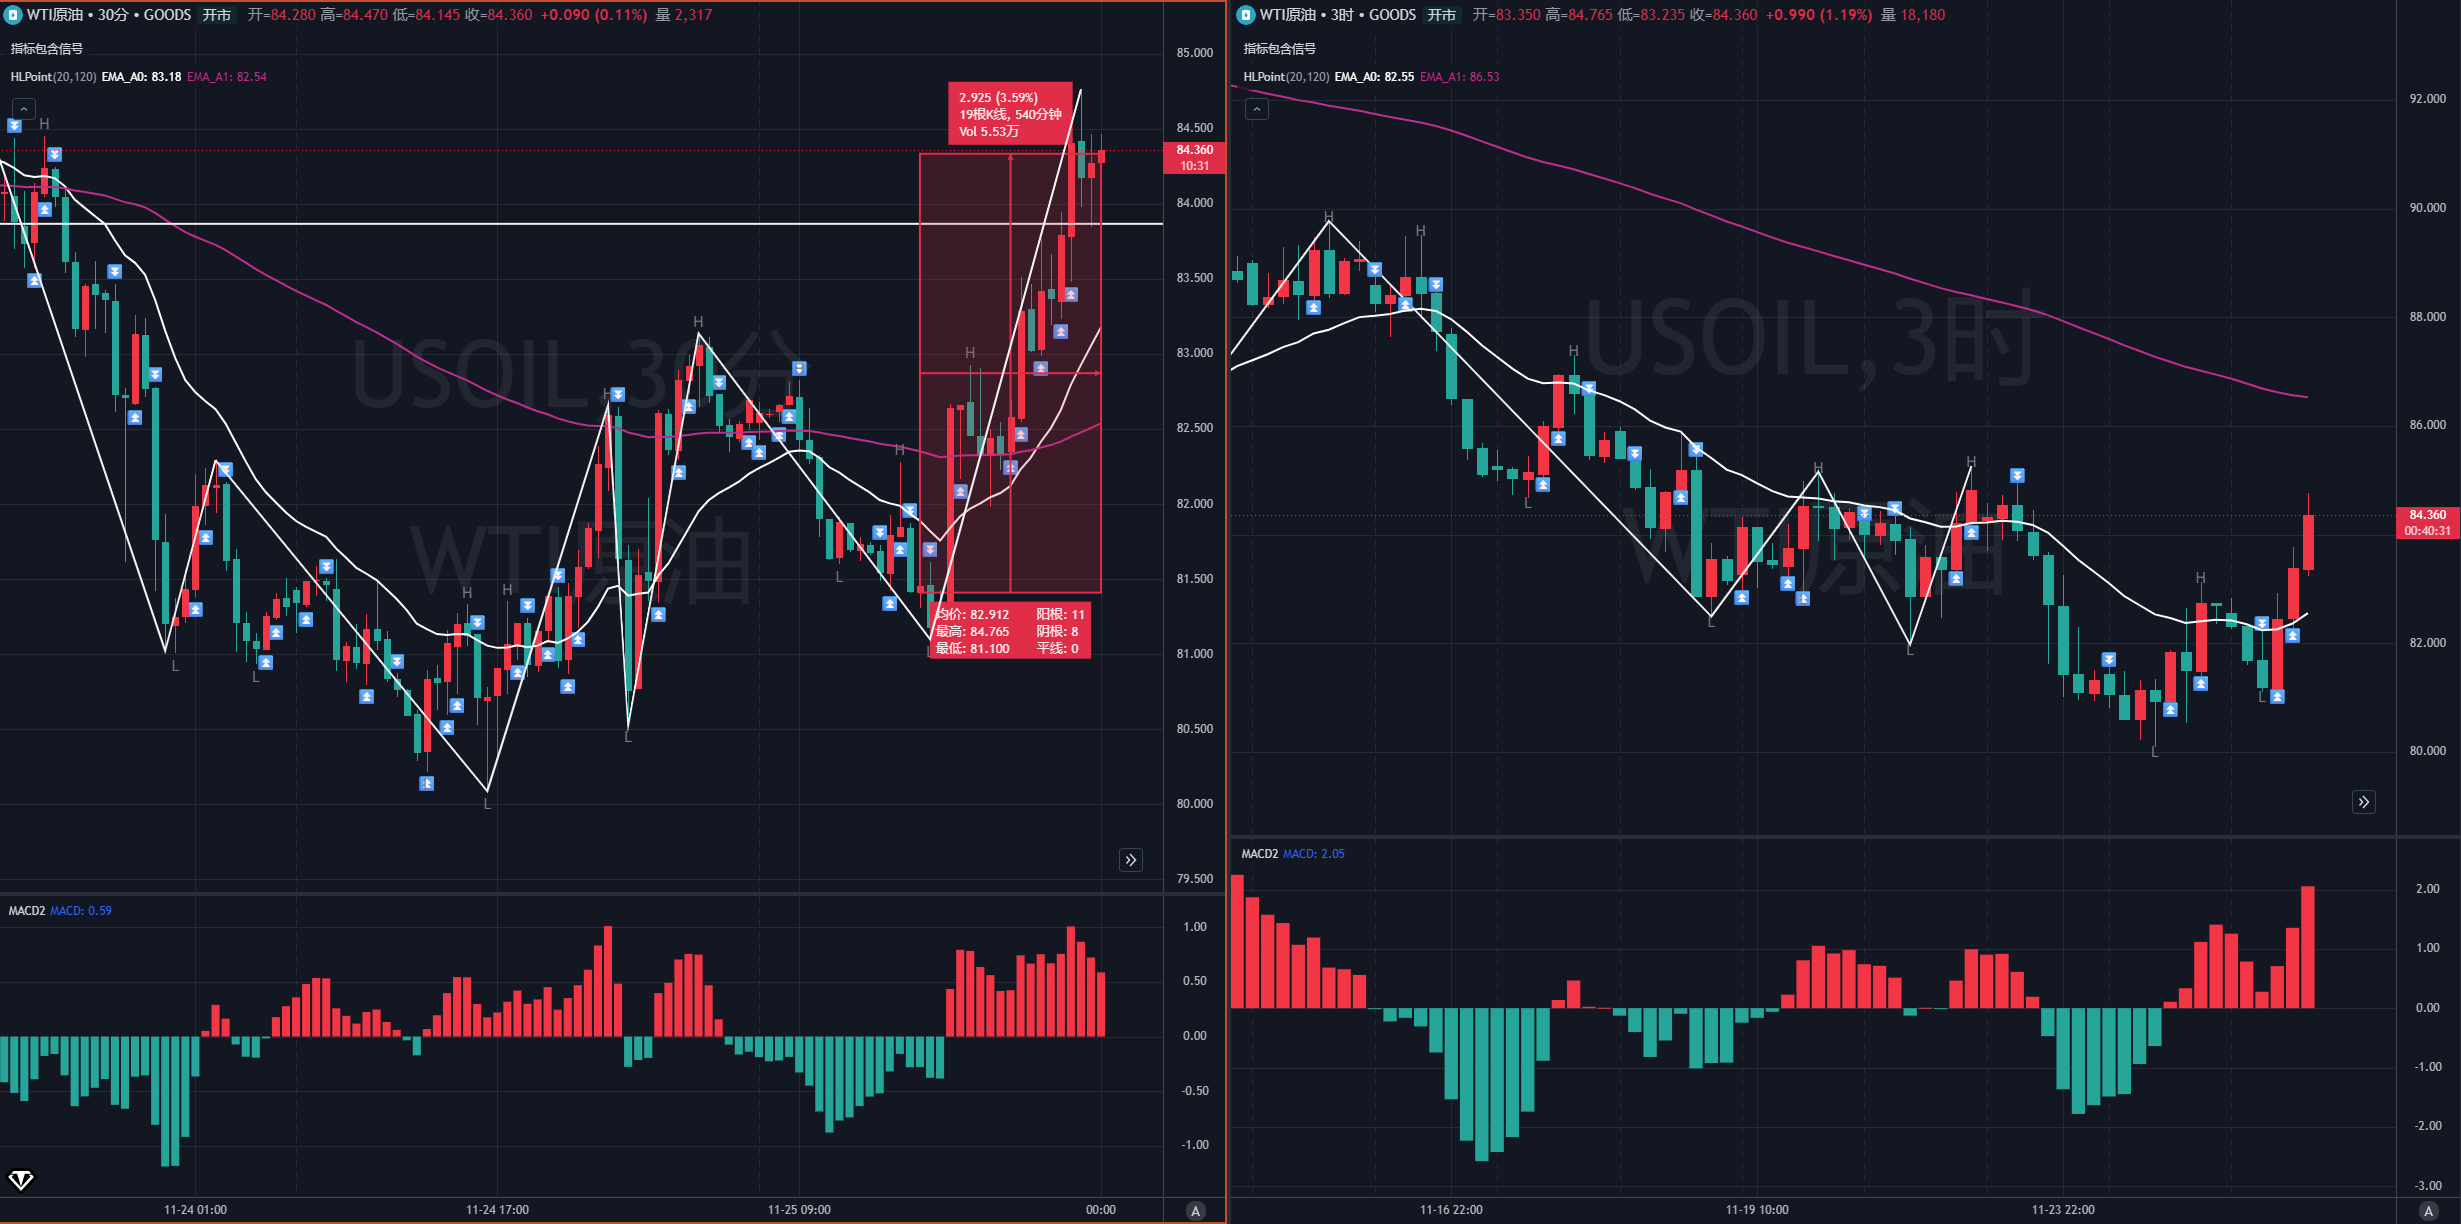 WTI原油 • 30分 • GOODS 开市 开=84.280 高=84.470 低=84.145 收=84.360 +0.090 (0.11%) 量 2,317
指标包含信号
HLPoint(20,120) EMA_A0: 83.18 EMA_A1: 82.54
H
2.925 (3.59%)
19根K线, 540分钟
Vol 5.53万
85.000
84.500
84.360
10:31
84.000
83.500
83.000
82.500
82.000
81.500
81.000
80.500
80.000
79.500
USOIL,30分
WTI原油
H
H
H
H
H
H
L
L
L
L
L
均价: 82.912 阳根: 11
最高: 84.765 阴根: 8
最低: 81.100 平线: 0
MACD2 MACD: 0.59
1.00
0.50
0.00
-0.50
-1.00
11-24 01:00
11-24 17:00
11-25 09:00
00:00
A
WTI原油 • 3时 • GOODS 开市 开=83.350 高=84.765 低=83.235 收=84.360 +0.990 (1.19%) 量 18,180
指标包含信号
HLPoint(20,120) EMA_A0: 82.55 EMA_A1: 86.53
92.000
90.000
88.000
86.000
84.360
00:40:31
82.000
80.000
USOIL,3时
WTI原油
H
H
H
H
H
H
L
L
L
L
L
MACD2 MACD: 2.05
2.00
1.00
0.00
-1.00
-2.00
-3.00
11-16 22:00
11-19 10:00
11-23 22:00
A